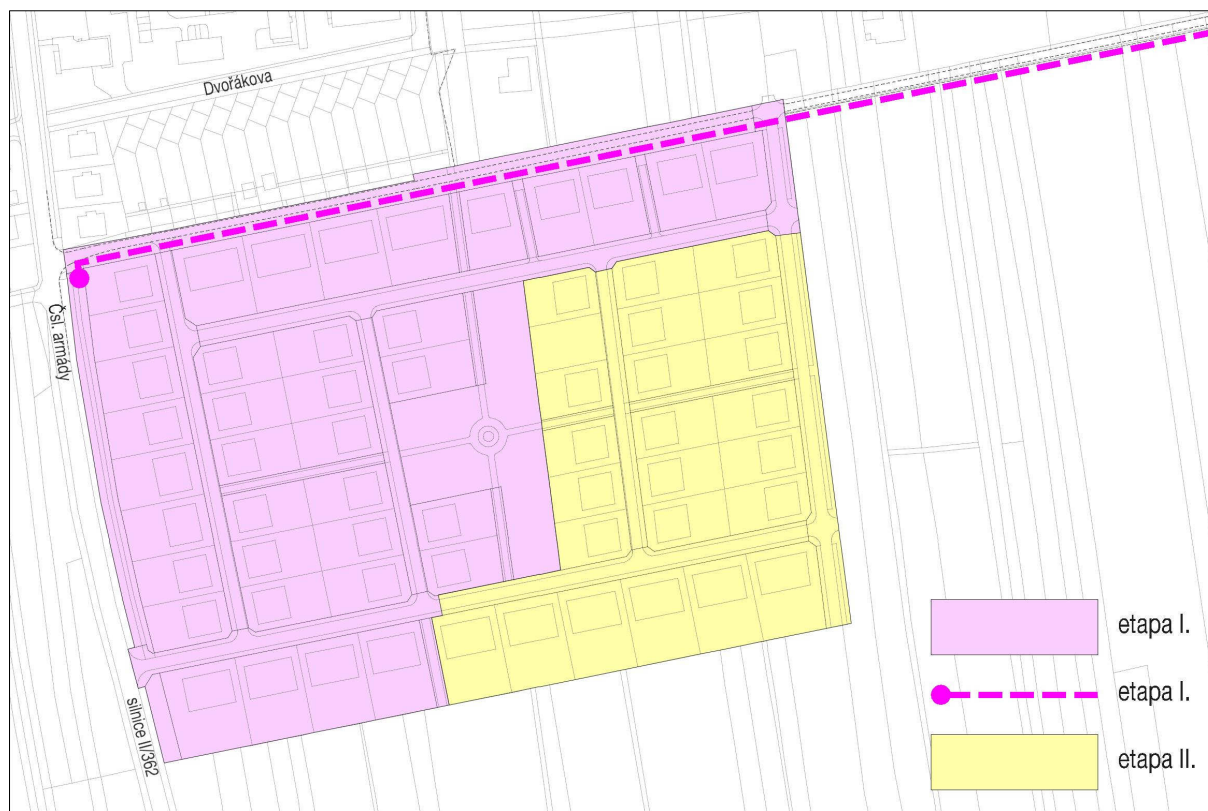 Dvořákova
Čsl. armády
silnice II/362
etapa I.
etapa I.
etapa II.